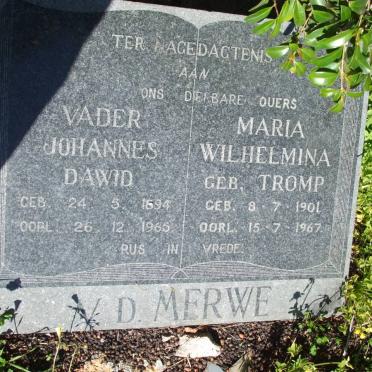 TER NAGEDAGTENIS
AAN
ONS DIERBARE OUERS
VADER
JOHANNES
DAWID
GEB. 24 5 1894
OORL. 26 12 1965
MARIA
WILHELMINA
GEB. TROMP
GEB. 8 - 7 1901
OORL. 15 - 7 1967
RUS IN VREDE
V D. MERWE